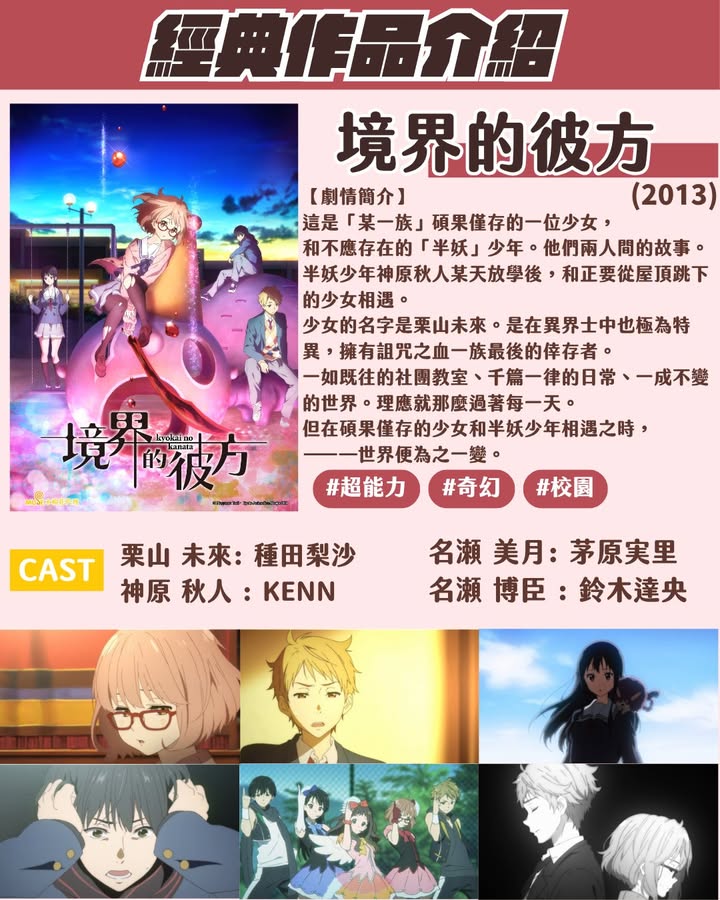 經典作品介紹
境界的彼方
(2013)
【劇情簡介】
這是「某一族」碩果僅存的一位少女，
和不應存在的「半妖」少年。他們兩人間的故事。
半妖少年神原秋人某天放學後，和正要從屋頂跳下
的少女相遇。
少女的名字是栗山未來。是在異界士中也極為特
異，擁有詛咒之血一族最後的倖存者。
一如既往的社團教室、千篇一律的日常、一成不變
的世界。理應就那麼過著每一天。
但在碩果僅存的少女和半妖少年相遇之時，
———世界便為之一變。
#超能力 #奇幻 #校園
境界的彼方
kyokai no
kanata
CAST
栗山 未來: 種田梨沙
神原 秋人 : KENN
名瀨 美月: 茅原実里
名瀨 博臣 : 鈴木達央